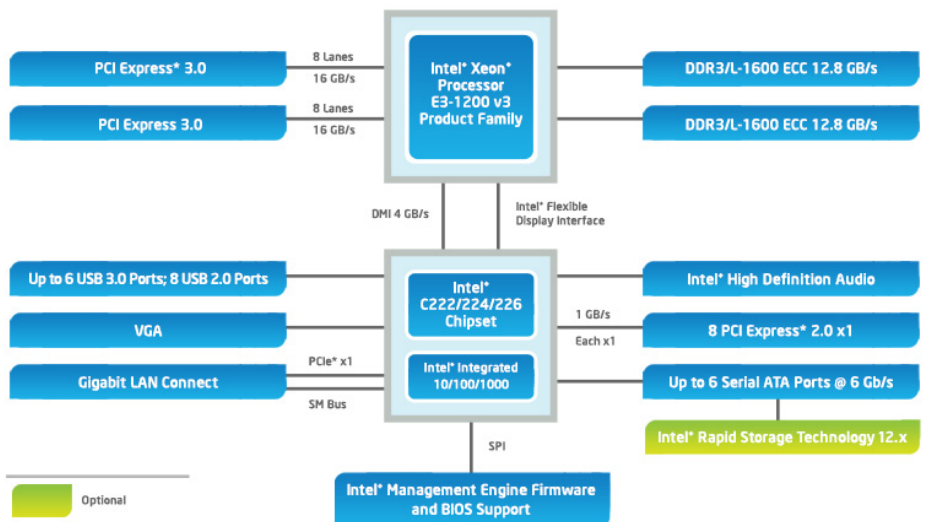 PCI Express* 3.0
8 Lanes
16 GB/s
PCI Express 3.0
8 Lanes
16 GB/s
Intel* Xeon*
Processor
E3-1200 v3
Product Family
DDR3/L-1600 ECC 12.8 GB/s
DDR3/L-1600 ECC 12.8 GB/s
DMI 4 GB/s
Intel* Flexible
Display Interface
Up to 6 USB 3.0 Ports; 8 USB 2.0 Ports
VGA
Gigabit LAN Connect
PCIe* x1
SM Bus
Intel*
C222/224/226
Chipset
Intel* Integrated
10/100/1000
Intel* High Definition Audio
1 GB/s
Each x1
8 PCI Express* 2.0 x1
Up to 6 Serial ATA Ports @ 6 Gb/s
Intel* Rapid Storage Technology 12.x
SPI
Intel* Management Engine Firmware
and BIOS Support
Optional